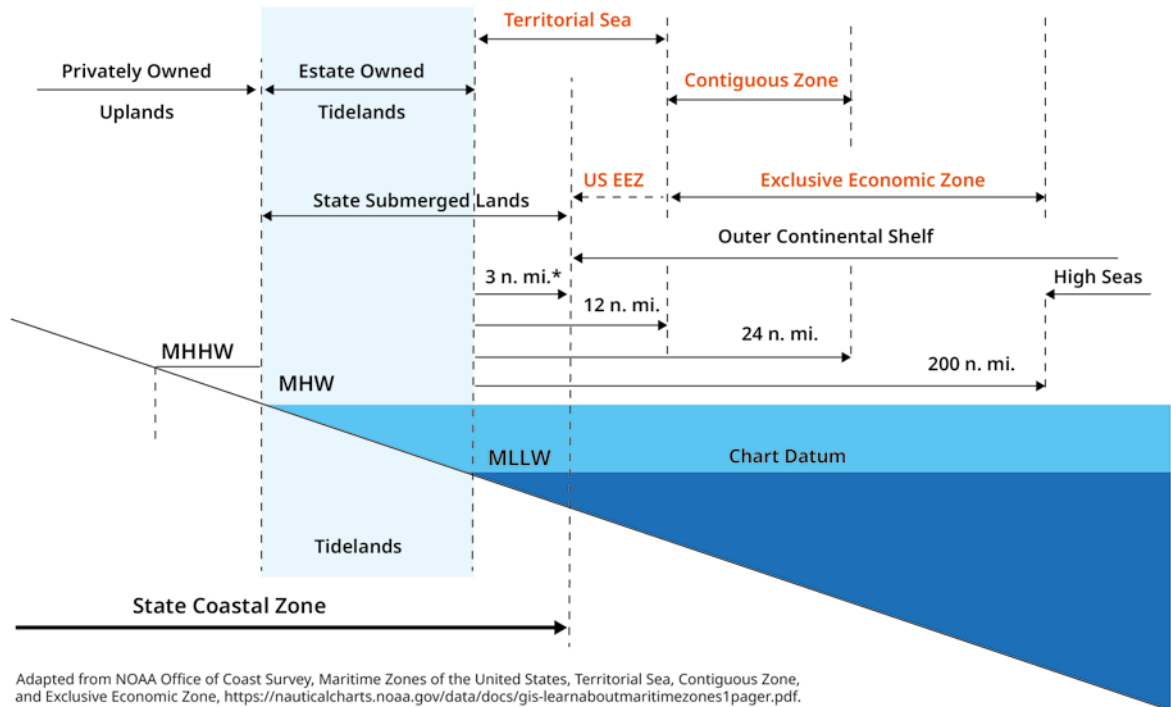 Territorial Sea
Privately Owned
Estate Owned
Contiguous Zone
Uplands
Tidelands
US EEZ
Exclusive Economic Zone
State Submerged Lands
Outer Continental Shelf
3 n. mi.*
High Seas
12 n. mi.
24 n. mi.
MHHW
200 n. mi.
MHW
MLLW
Chart Datum
Tidelands
State Coastal Zone
Adapted from NOAA Office of Coast Survey, Maritime Zones of the United States, Territorial Sea, Contiguous Zone,
and Exclusive Economic Zone, https://nauticalcharts.noaa.gov/data/docs/gis-learnaboutmaritimezones1pager.pdf.